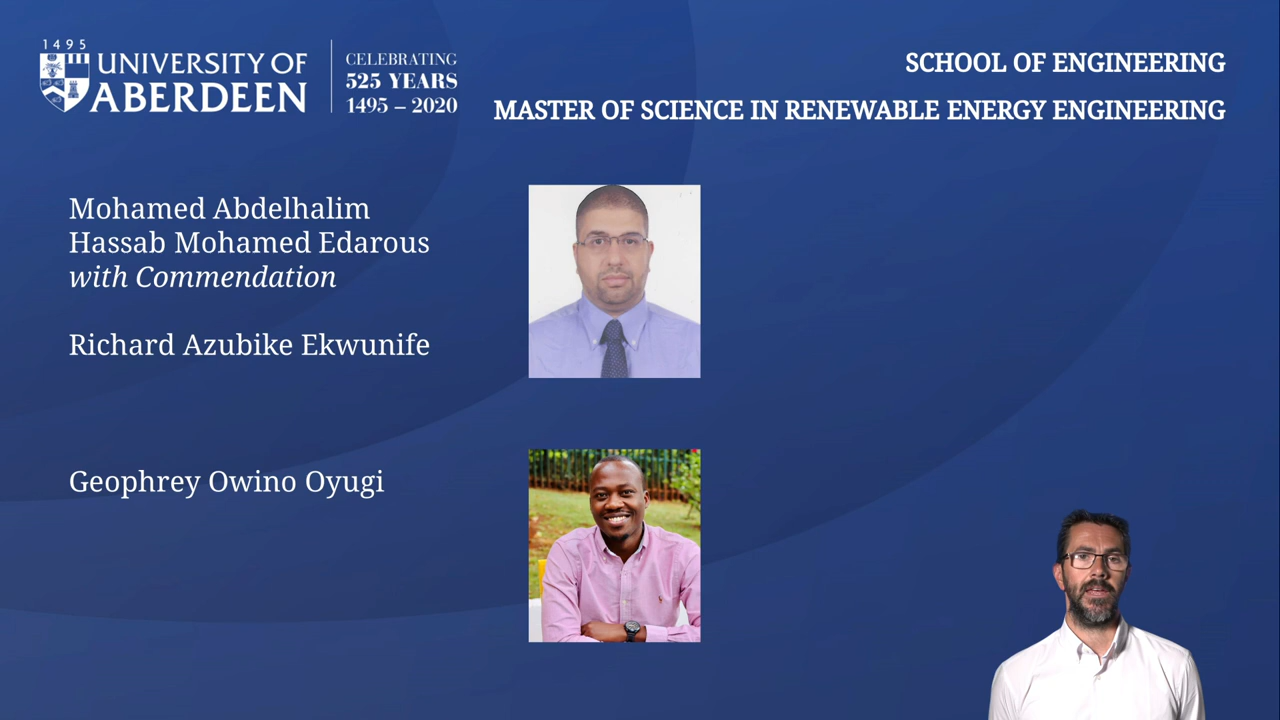 1495
UNIVERSITY OF
ABERDEEN
CELEBRATING
525 YEARS
1495 – 2020
SCHOOL OF ENGINEERING
MASTER OF SCIENCE IN RENEWABLE ENERGY ENGINEERING
Mohamed Abdelhalim
Hassab Mohamed Edarous
with Commendation
Richard Azubike Ekwunife
Geophrey Owino Oyugi